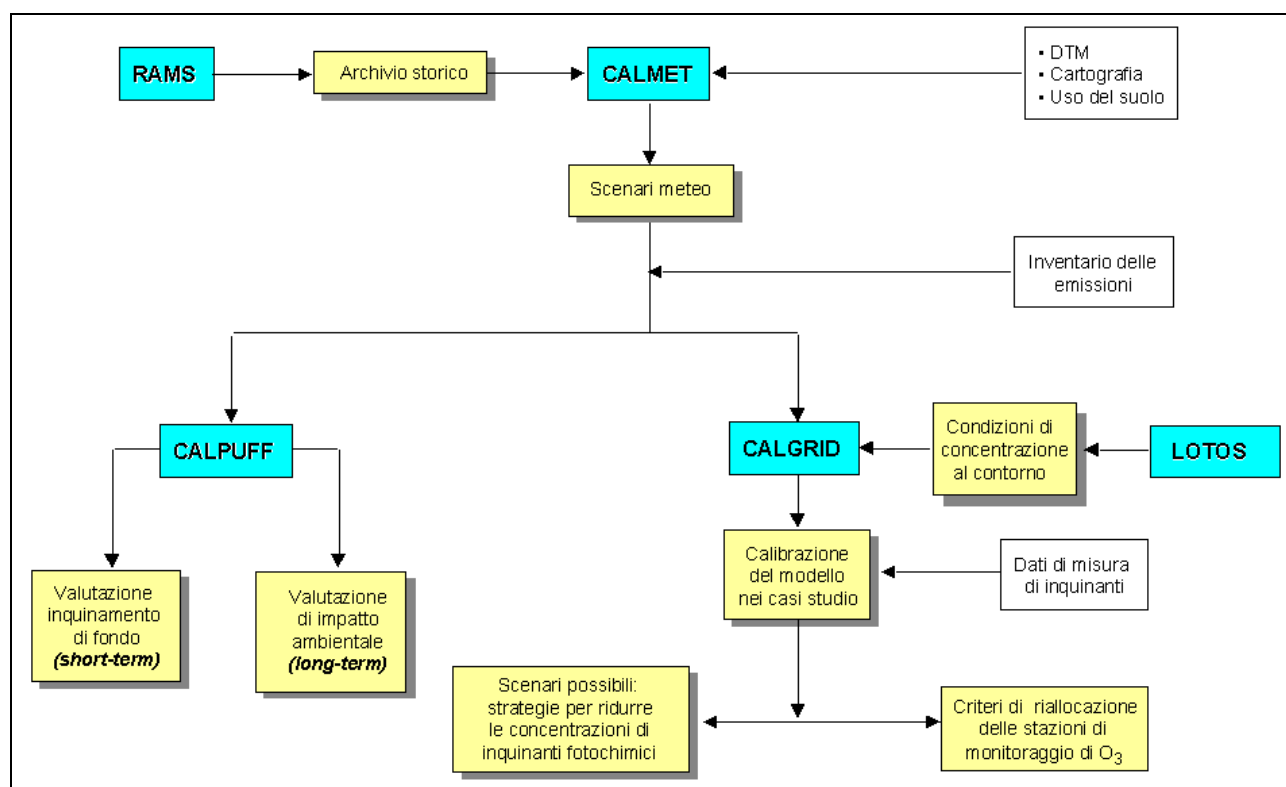 RAMS
Archivio storico
CALMET
▪ DTM
▪ Cartografia
▪ Uso del suolo
Scenari meteo
Inventario delle
emissioni
CALPUFF
CALGRID
Condizioni di
concentrazione
al contorno
LOTOS
Valutazione
inquinamento
di fondo
(short-term)
Valutazione
di impatto
ambientale
(long-term)
Calibrazione
del modello
nei casi studio
Dati di misura
di inquinanti
Scenari possibili:
strategie per ridurre
le concentrazioni di
inquinanti fotochimici
Criteri di riallocazione
delle stazioni di
monitoraggio di O3